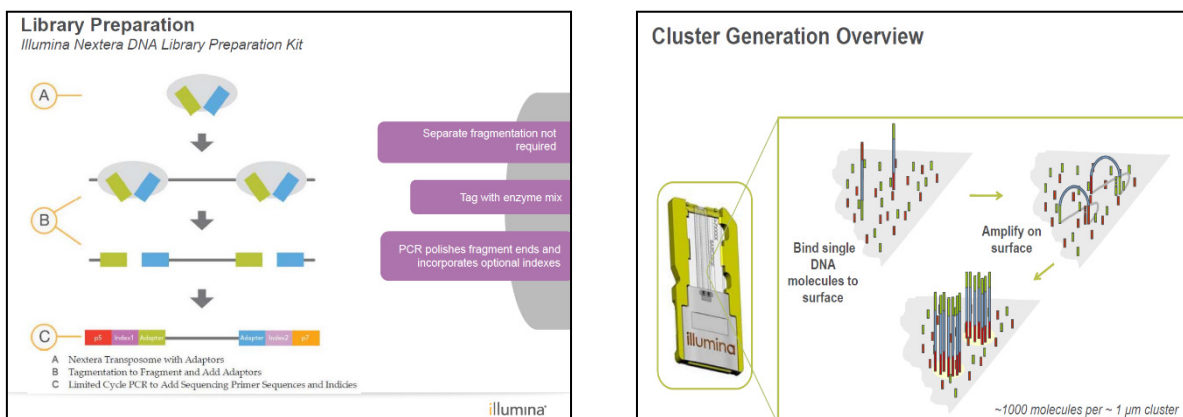 Library Preparation
Illumina Nextera DNA Library Preparation Kit
A
Separate fragmentation not
required
Tag with enzyme mix
B
PCR polishes fragment ends and
incorporates optional indexes
C
p5 Index1 Adapter
Adapter Index2 p7
A Nextera Transposome with Adaptors
B Tagmentation to Fragment and Add Adaptors
C Limited Cycle PCR to Add Sequencing Primer Sequences and Indicies
illumina
Cluster Generation Overview
Bind single
DNA
molecules to
surface
Amplify on
surface
illumina
~1000 molecules per ~ 1 µm cluster